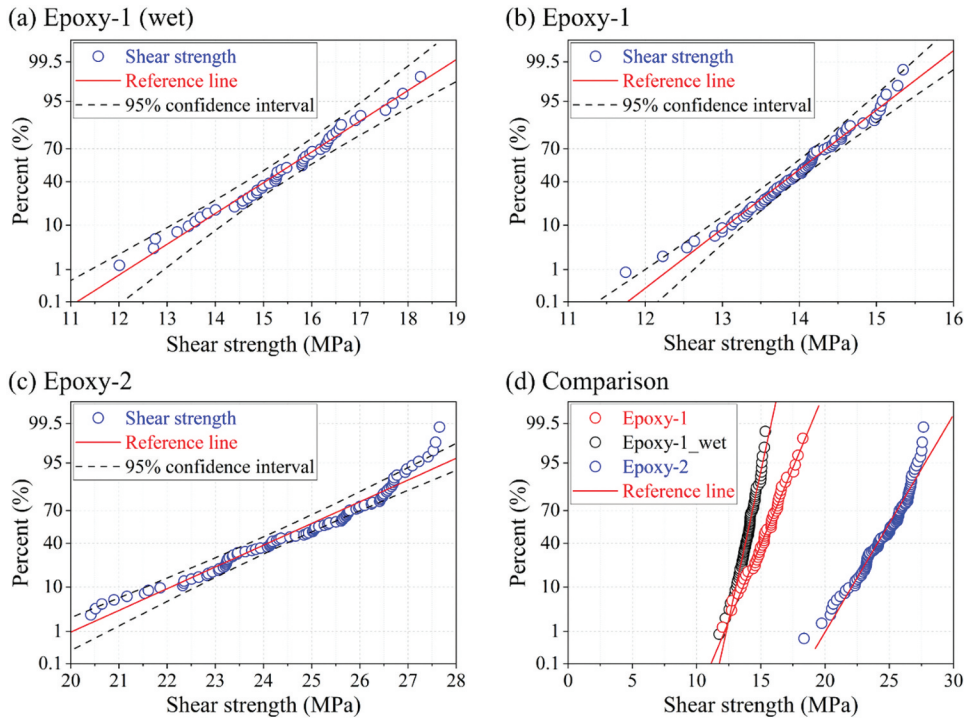 (a) Epoxy-1 (wet)
99.5
95
70
40
10
1
0.1
Percent (%)
Shear strength
Reference line
95% confidence interval
11 12 13 14 15 16 17 18 19
Shear strength (MPa)
(b) Epoxy-1
99.5
95
70
40
10
1
0.1
Percent (%)
Shear strength
Reference line
95% confidence interval
11 12 13 14 15 16
Shear strength (MPa)
(c) Epoxy-2
99.5
95
70
40
10
1
0.1
Percent (%)
Shear strength
Reference line
95% confidence interval
20 21 22 23 24 25 26 27 28
Shear strength (MPa)
(d) Comparison
99.5
95
70
40
10
1
0.1
Percent (%)
Epoxy-1
Epoxy-1_wet
Epoxy-2
Reference line
0 5 10 15 20 25 30
Shear strength (MPa)